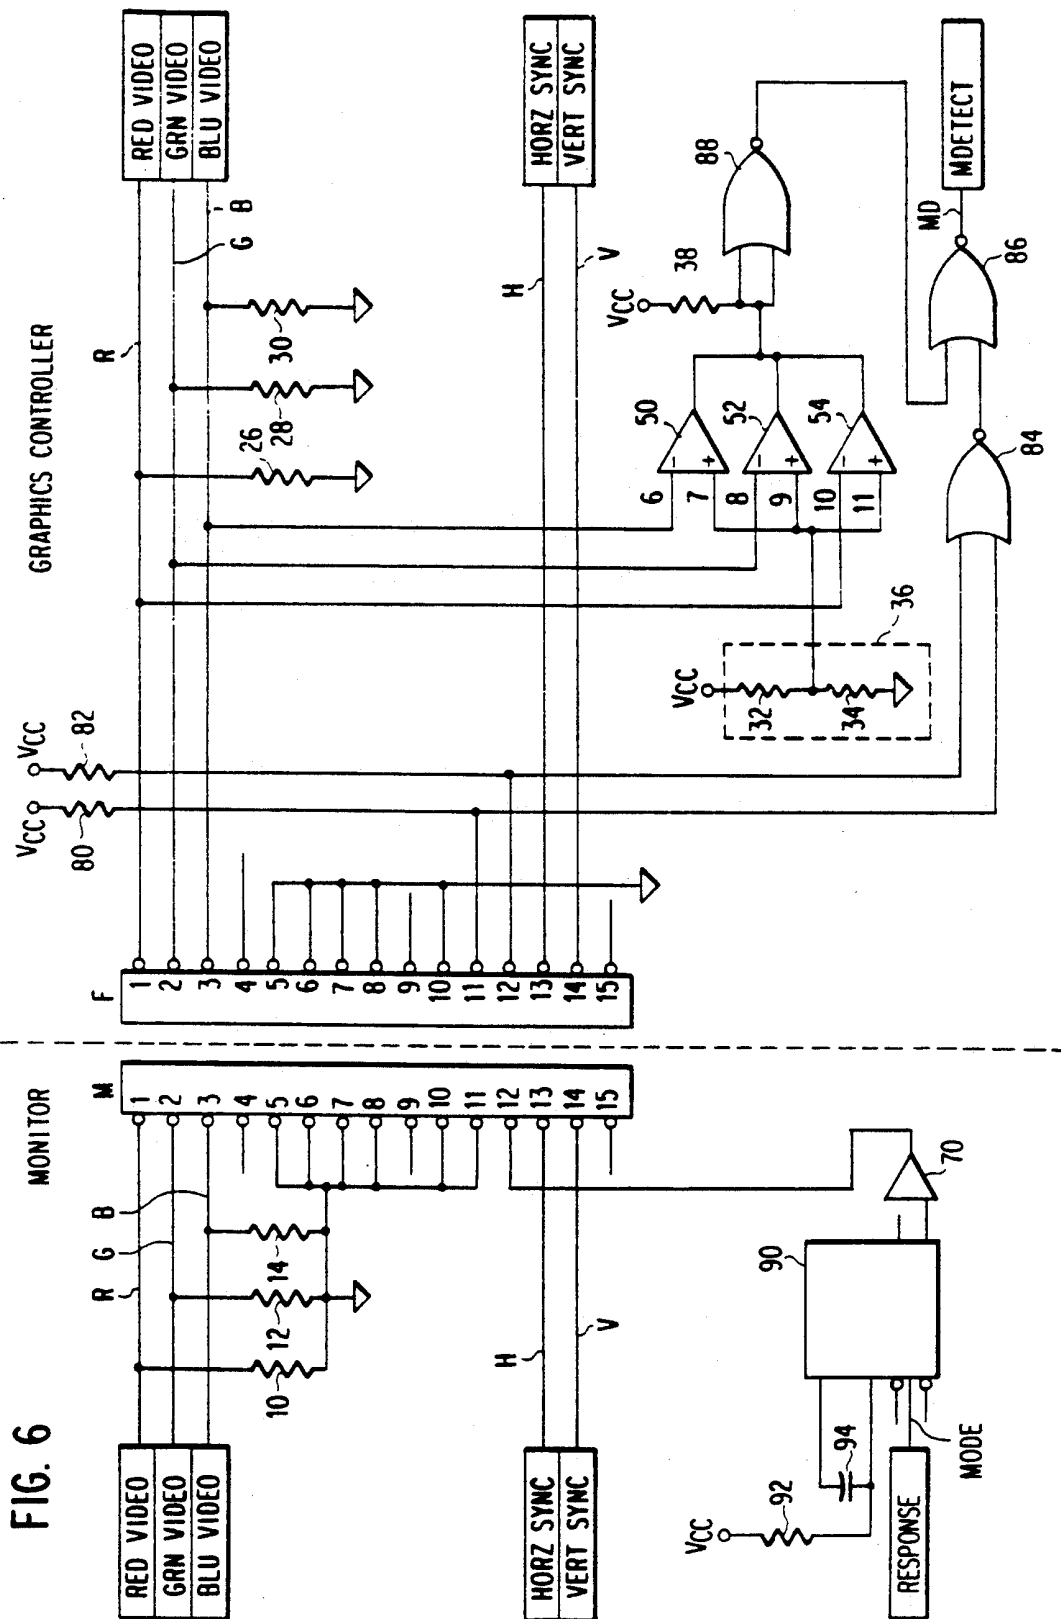 FIG. 6
MONITOR
GRAPHICS CONTROLLER
RED VIDEO
GRN VIDEO
BLU VIDEO
R
G
B
10
12
14
M
1
2
3
4
5
6
7
8
9
10
11
12
13
14
15
HORZ SYNC
VERT SYNC
H
V
VCC
92
94
RESPONSE
MODE
90
70
F
1
2
3
4
5
6
7
8
9
10
11
12
13
14
15
VCC
80
VCC
82
R
G
B
RED VIDEO
GRN VIDEO
BLU VIDEO
26
28
30
H
V
HORZ SYNC
VERT SYNC
VCC
32
34
36
6
7
8
9
10
11
-
+
-
+
-
+
50
52
54
VCC
38
88
84
86
MD
MDETECT